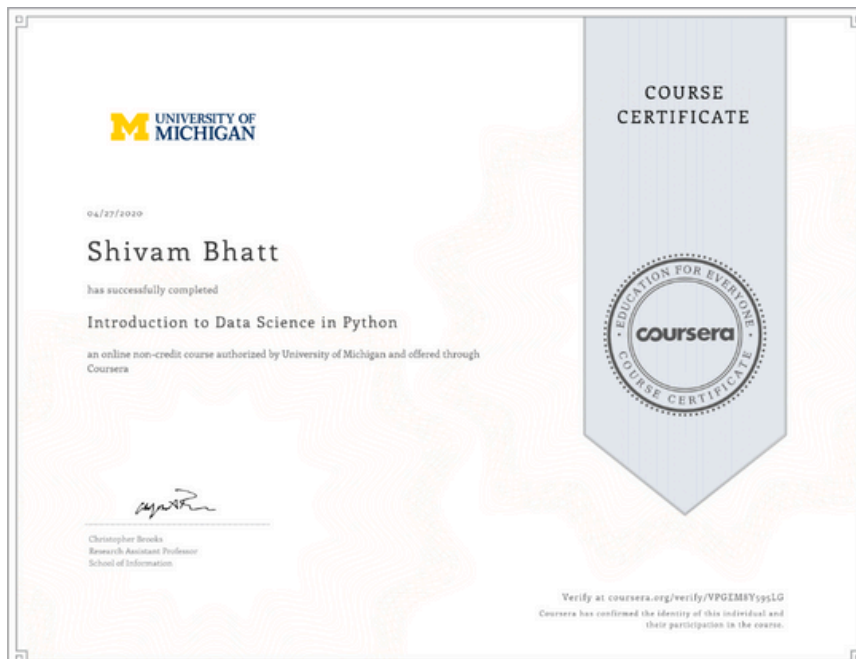 UNIVERSITY OF
MICHIGAN
COURSE
CERTIFICATE
04/27/2020
Shivam Bhatt
has successfully completed
Introduction to Data Science in Python
an online non-credit course authorized by University of Michigan and offered through
Coursera
EDUCATION FOR EVERYONE
coursera
COURSE CERTIFICATE
Christopher Brooks
Research Assistant Professor
School of Information
Verify at coursera.org/verify/VPGEM8Y595LG
Coursera has confirmed the identity of this individual and
their participation in the course.